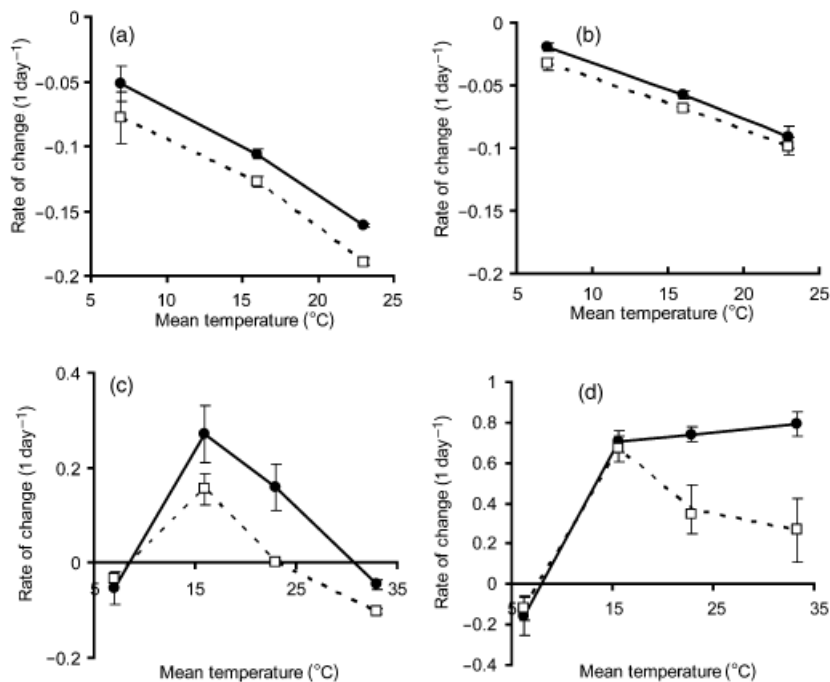 (a)
0
−0.05
−0.1
−0.15
−0.2
Rate of change (1 day−1)
5 10 15 20 25
Mean temperature (°C)
(b)
0
−0.05
−0.1
−0.15
−0.2
Rate of change (1 day−1)
5 10 15 20 25
Mean temperature (°C)
(c)
0.4
0.2
0
−0.2
Rate of change (1 day−1)
5 15 25 35
Mean temperature (°C)
(d)
1
0.8
0.6
0.4
0.2
0
−0.2
−0.4
Rate of change (1 day−1)
5 15 25 35
Mean temperature (°C)